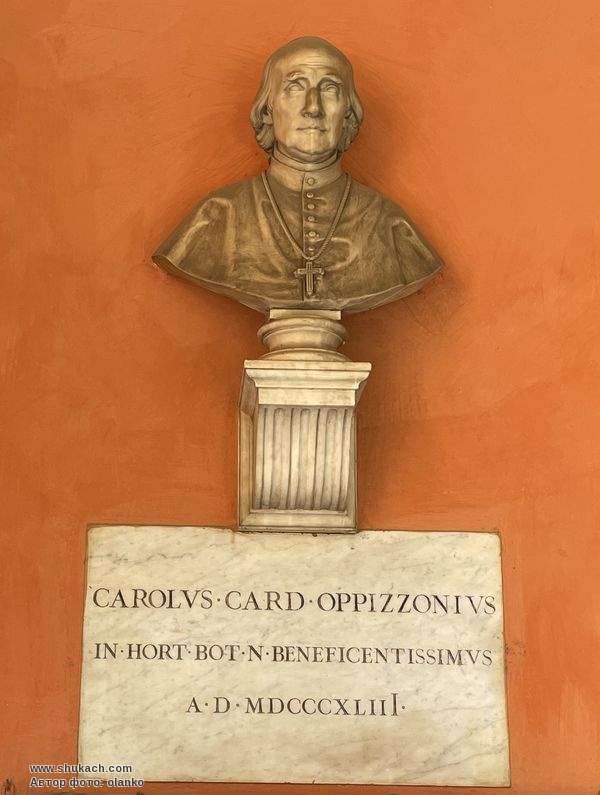 CAROLVS·CARD·OPPIZZONIVS
IN·HORT·BOT·N·BENEFICENTISSIMVS
A·D·MDCCCXLIII·
www.shukach.com
Автор фото: olanko